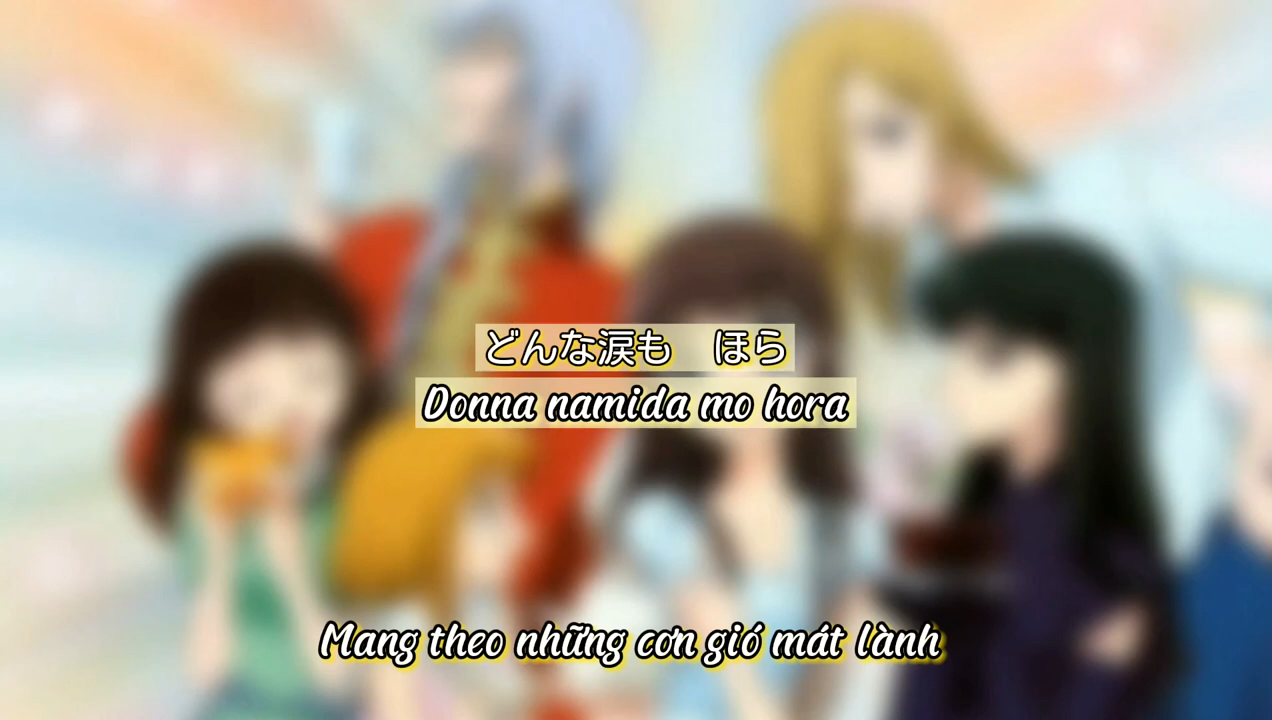 どんな涙も　ほら
Donna namida mo hora
Mang theo những cơn gió mát lành